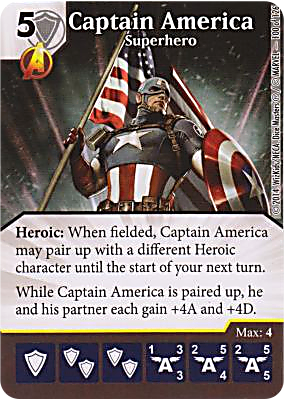 5
Captain America
Superhero
A
Heroic: When fielded, Captain America
may pair up with a different Heroic
character until the start of your next turn.
While Captain America is paired up, he
and his partner each gain +4A and +4D.
Max: 4
1 A 3 3
2 A 5 4
2 A 5 5